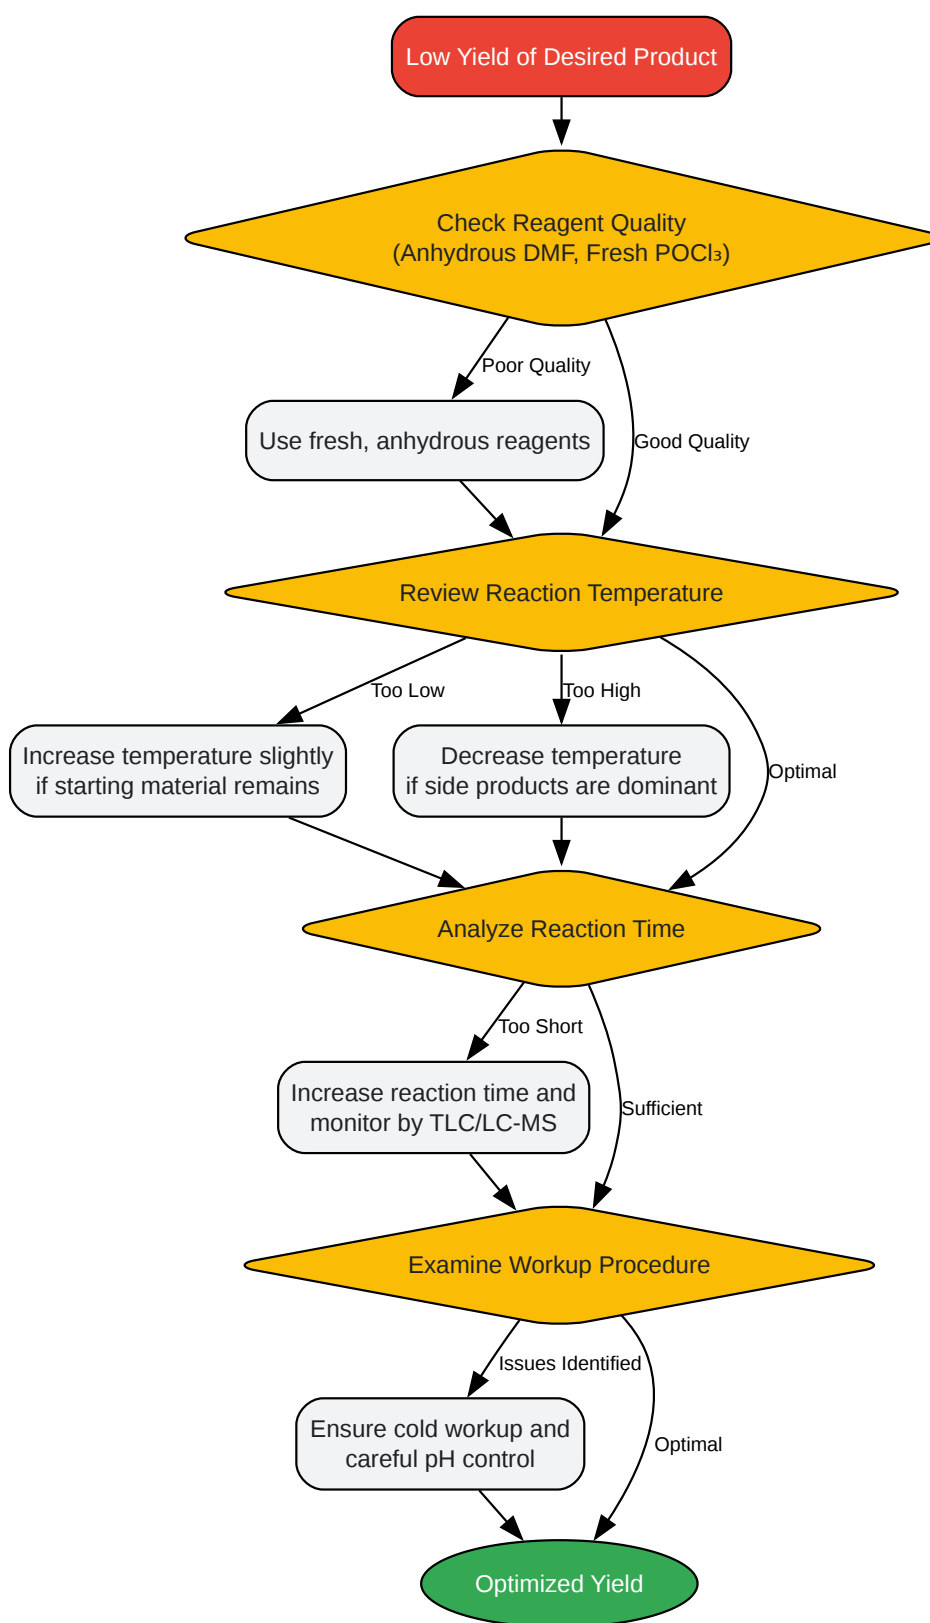 Low Yield of Desired Product
Check Reagent Quality
(Anhydrous DMF, Fresh POCl₃)
Poor Quality
Use fresh, anhydrous reagents
Good Quality
Review Reaction Temperature
Too Low
Too High
Increase temperature slightly
if starting material remains
Decrease temperature
if side products are dominant
Optimal
Analyze Reaction Time
Too Short
Increase reaction time and
monitor by TLC/LC-MS
Sufficient
Examine Workup Procedure
Issues Identified
Ensure cold workup and
careful pH control
Optimal
Optimized Yield